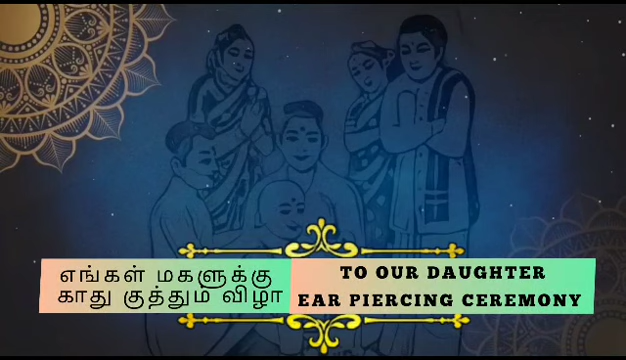 எங்கள் மகளுக்கு
காது குத்தும் விழா
TO OUR DAUGHTER
EAR PIERCING CEREMONY